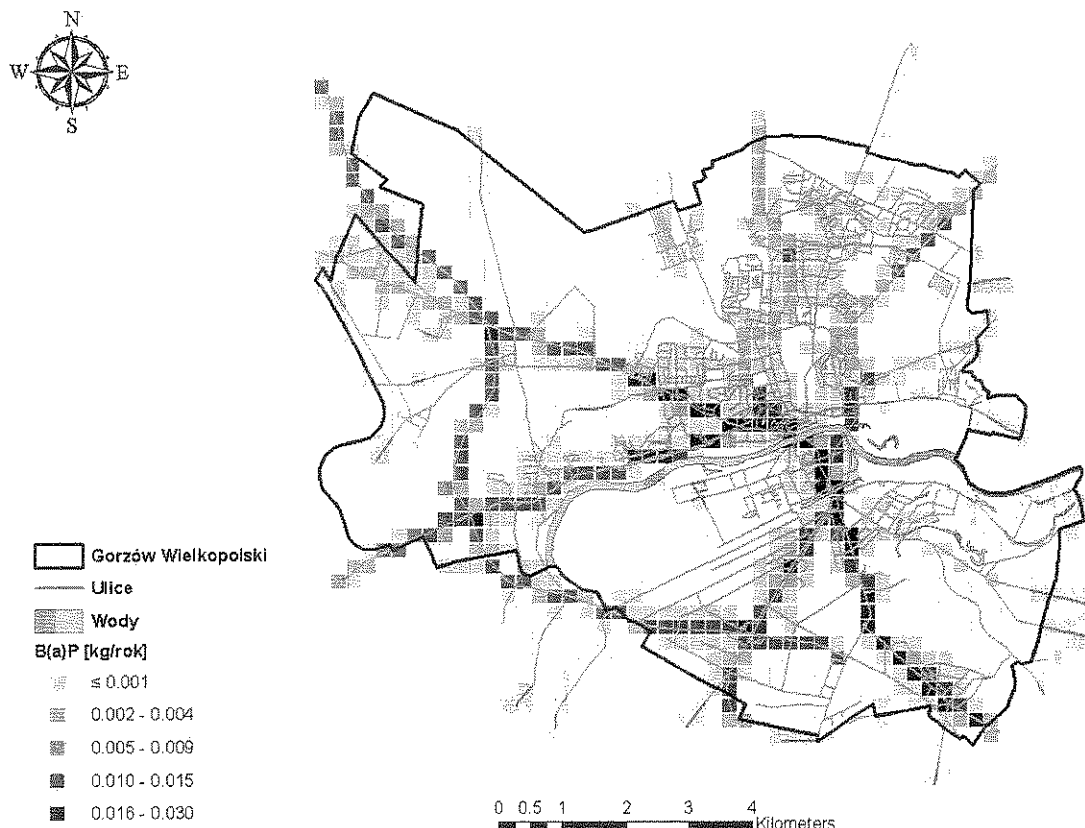 N
W E
S
Gorzów Wielkopolski
Ulice
Wody
B(a)P [kg/rok]
≤ 0.001
0.002 - 0.004
0.005 - 0.009
0.010 - 0.015
0.016 - 0.030
0 0.5 1 2 3 4
Kilometers